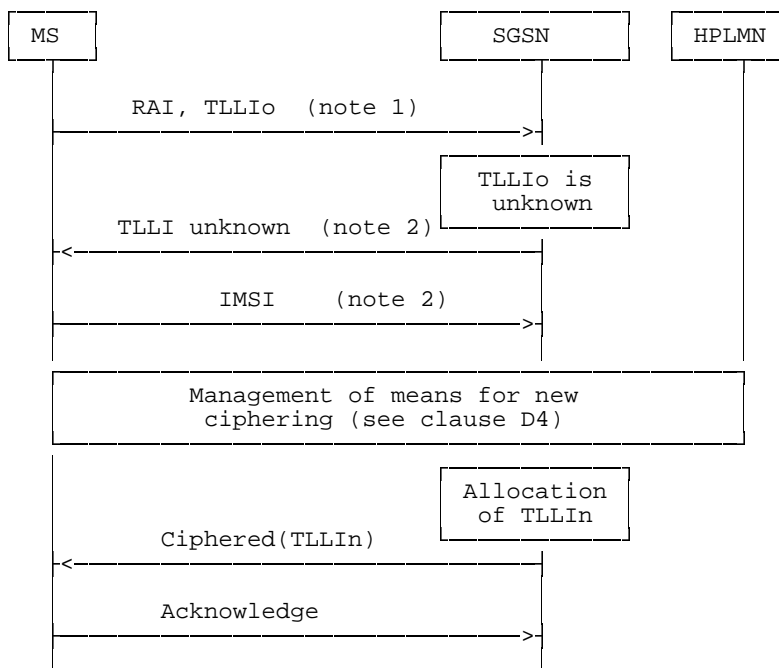 MS SGSN HPLMN
RAI, TLLIo (note 1)
TLLIo is
unknown
TLLI unknown (note 2)
IMSI (note 2)
Management of means for new
ciphering (see clause D4)
Allocation
of TLLIn
Ciphered(TLLIn)
Acknowledge